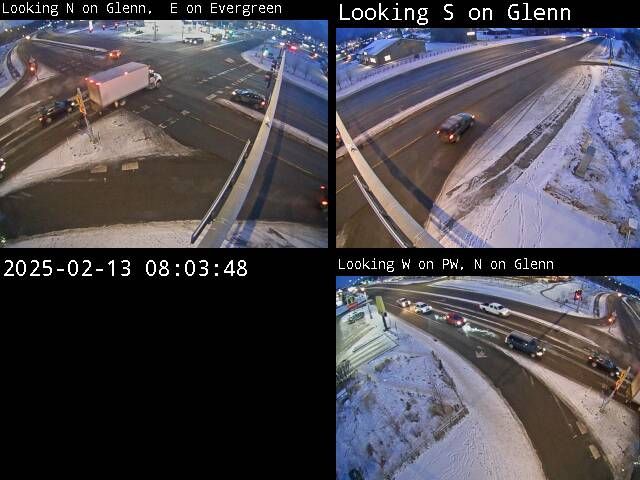 Looking N on Glenn,  E on Evergreen
Looking S on Glenn
2025-02-13 08:03:48
Looking W on PW, N on Glenn